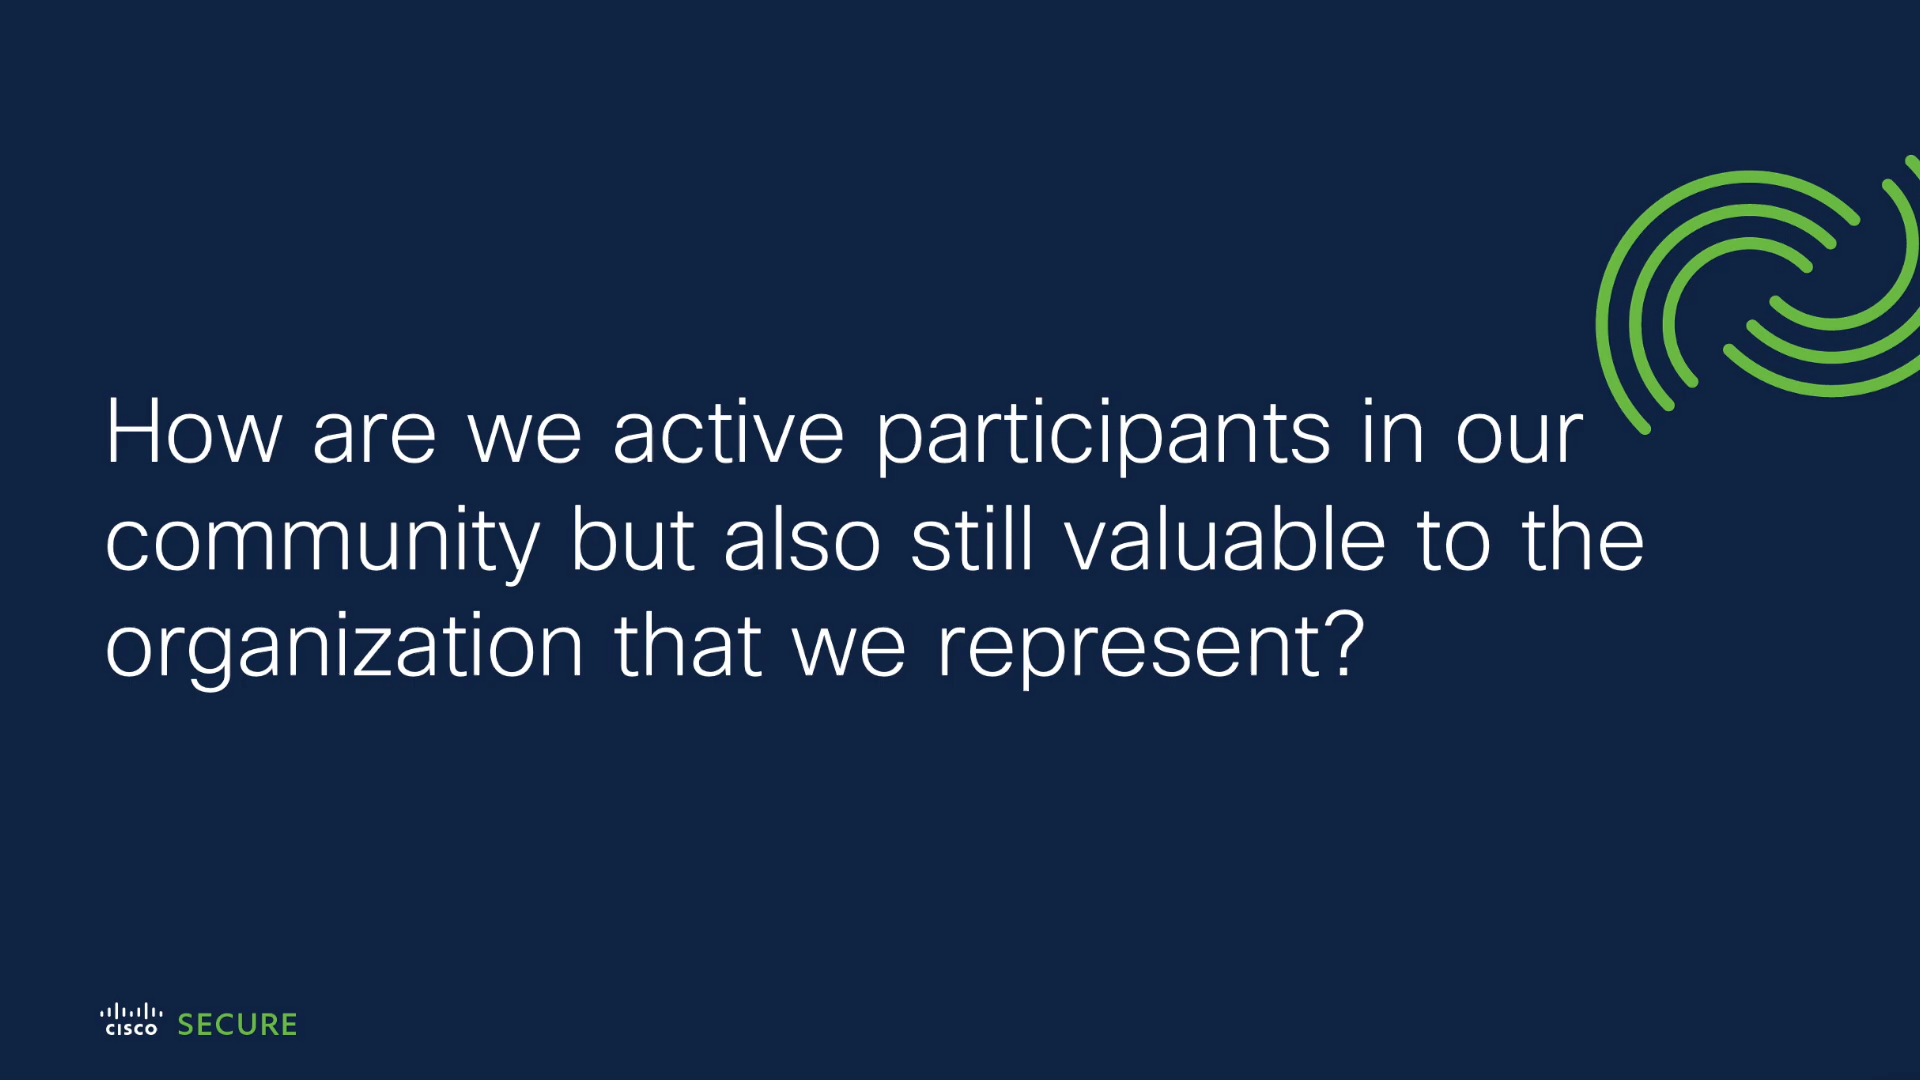 How are we active participants in our
community but also still valuable to the
organization that we represent?
CISCO SECURE